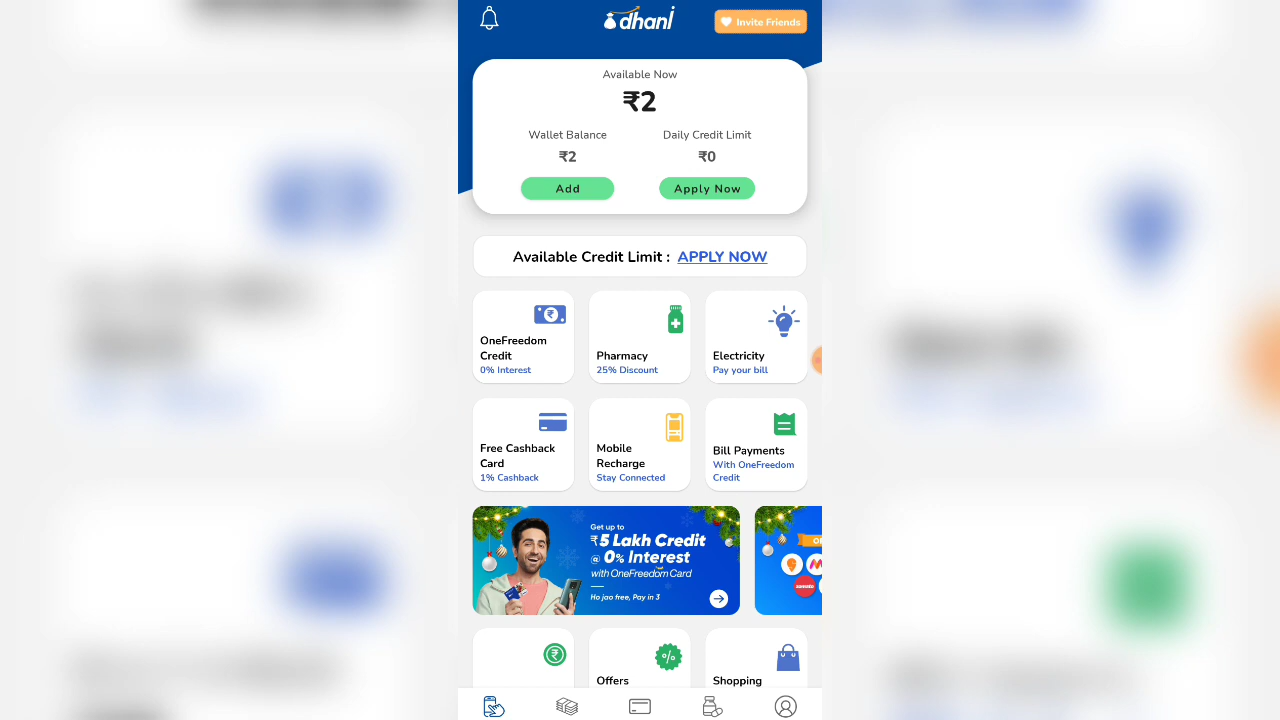 dhani
Invite Friends
Available Now
₹2
Wallet Balance
Daily Credit Limit
₹2
₹0
Add
Apply Now
Available Credit Limit : APPLY NOW
OneFreedom
Credit
0% Interest
Pharmacy
25% Discount
Electricity
Pay your bill
Free Cashback
Card
1% Cashback
Mobile
Recharge
Stay Connected
Bill Payments
With OneFreedom
Credit
Get up to
₹5 Lakh Credit
@ 0% Interest
with OneFreedom Card
Ho jao free, Pay in 3
zomato
Offers
Shopping